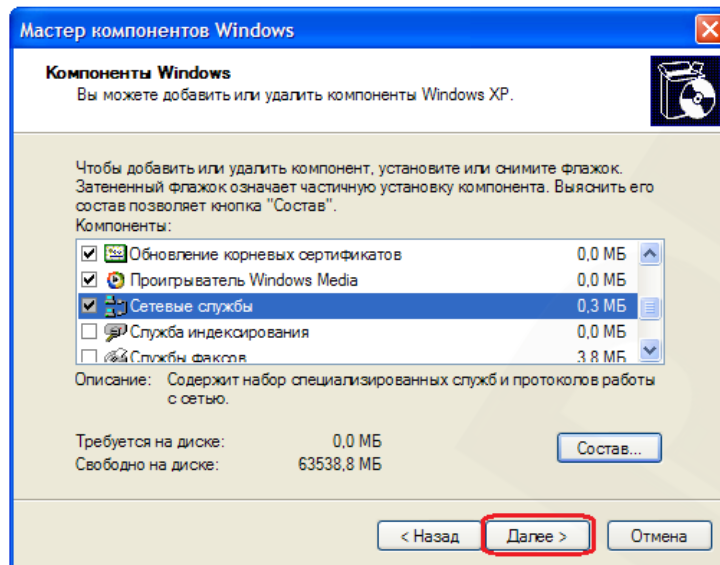 Мастер компонентов Windows
Компоненты Windows
Вы можете добавить или удалить компоненты Windows XP.
Чтобы добавить или удалить компонент, установите или снимите флажок.
Затененный флажок означает частичную установку компонента. Выяснить его
состав позволяет кнопка "Состав".
Компоненты:
Обновление корневых сертификатов 0,0 МБ
Проигрыватель Windows Media 0,0 МБ
Сетевые службы 0,3 МБ
Служба индексирования 0,0 МБ
Службы факсов 3,8 МБ
Описание: Содержит набор специализированных служб и протоколов работы
с сетью.
Требуется на диске: 0,0 МБ
Свободно на диске: 63538,8 МБ
Состав...
< Назад Далее > Отмена